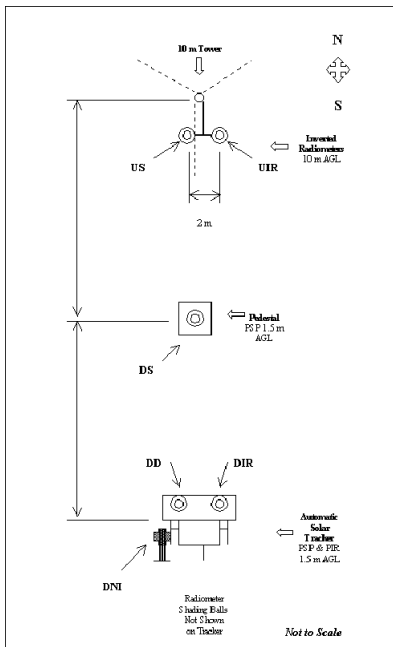 10 m Tower
N
S
Inverted
Radiometers
10 m AGL
US
UIR
2 m
Pedestal
PSP 1.5 m
AGL
DS
DD
DIR
Automatic
Solar
Tracker
PSP & PIR
1.5 m AGL
DNI
Radiometer
Shading Balls
Not Shown
on Tracker
Not to Scale